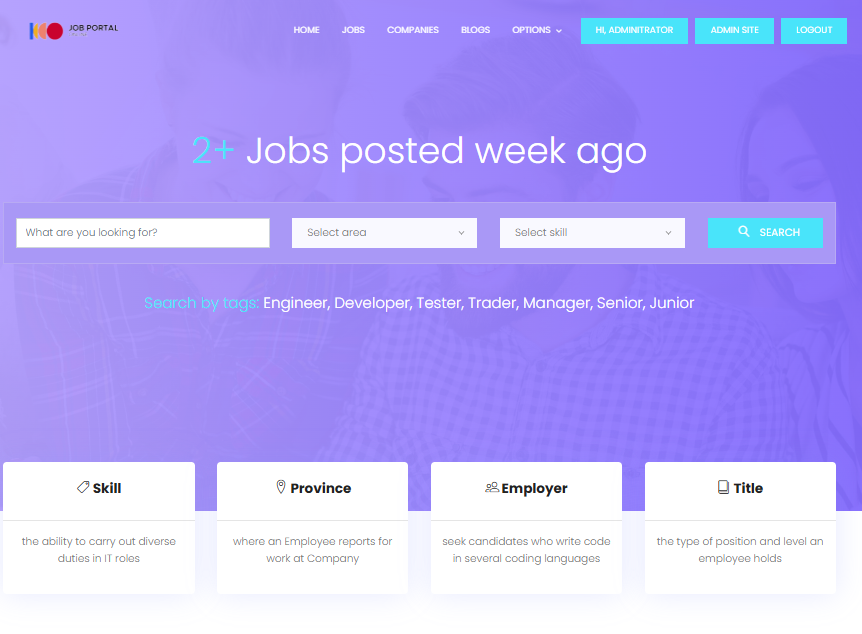 JOB PORTAL
HOME JOBS COMPANIES BLOGS OPTIONS HI, ADMINITRATOR ADMIN SITE LOGOUT
2+ Jobs posted week ago
What are you looking for? Select area Select skill SEARCH
Search by tags: Engineer, Developer, Tester, Trader, Manager, Senior, Junior
Skill
the ability to carry out diverse
duties in IT roles
Province
where an Employee reports for
work at Company
Employer
seek candidates who write code
in several coding languages
Title
the type of position and level an
employee holds